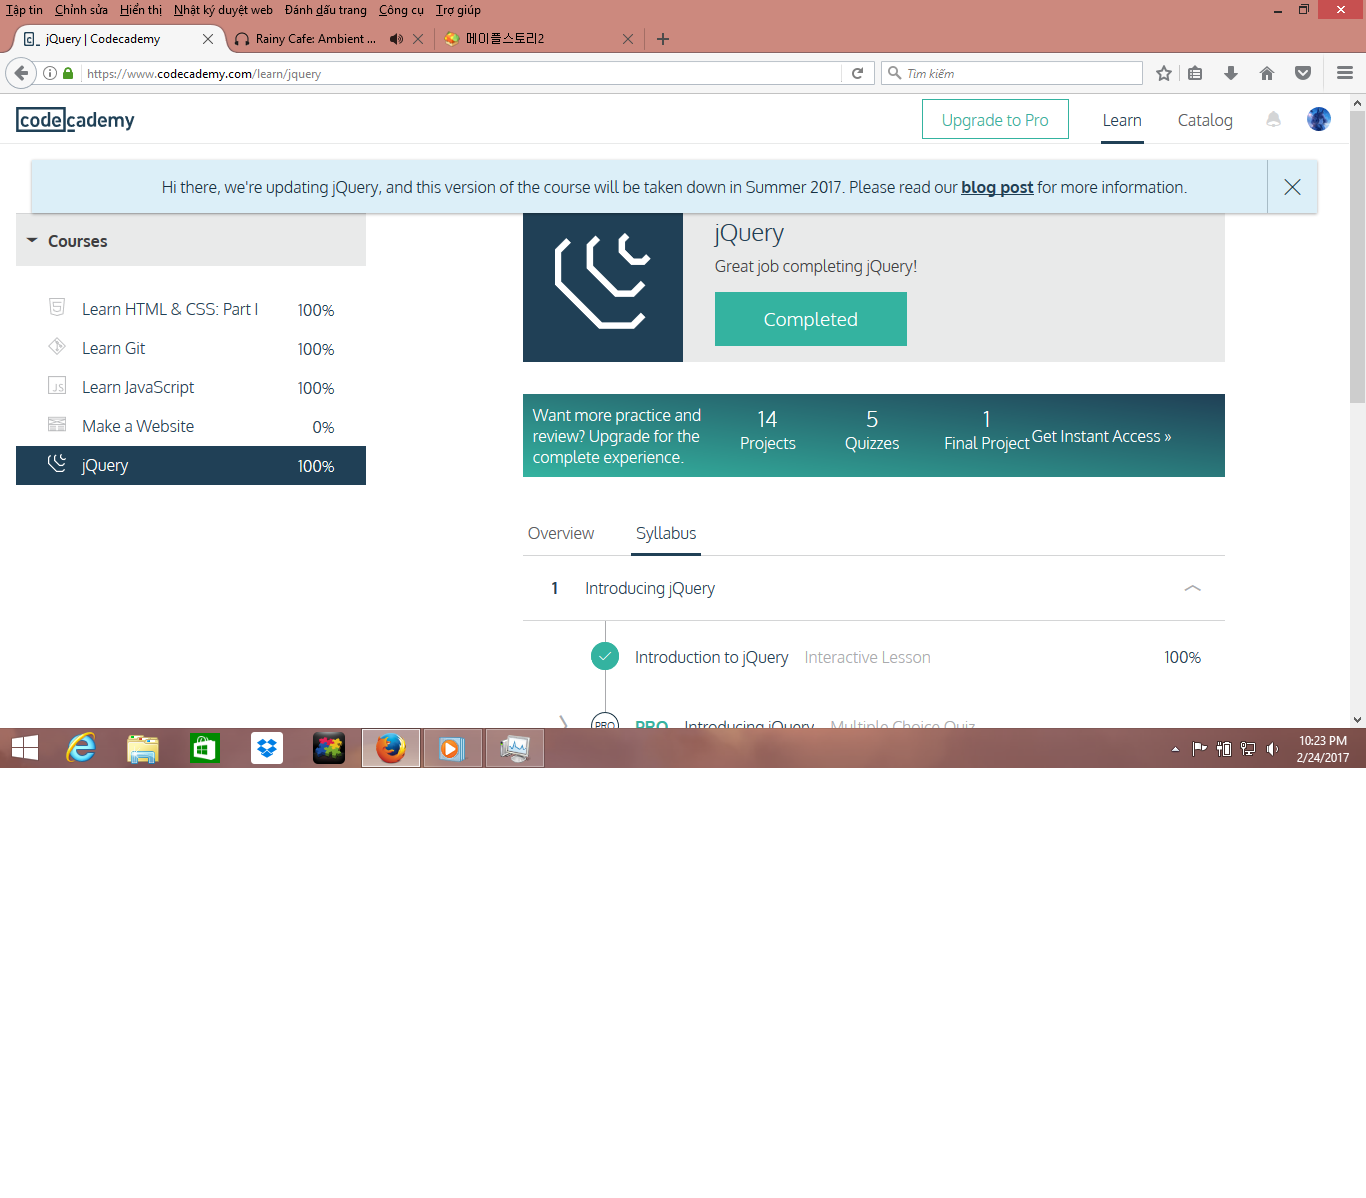 Tập tin Chỉnh sửa Hiển thị Nhật ký duyệt web Đánh dấu trang Công cụ Trợ giúp
jQuery | Codecademy Rainy Cafe: Ambient ... 메이플스토리2
https://www.codecademy.com/learn/jquery Tìm kiếm
codecademy Upgrade to Pro Learn Catalog
Hi there, we're updating jQuery, and this version of the course will be taken down in Summer 2017. Please read our blog post for more information.
Courses
Learn HTML & CSS: Part I 100%
Learn Git 100%
JS Learn JavaScript 100%
Make a Website 0%
jQuery 100%
jQuery
Great job completing jQuery!
Completed
Want more practice and
review? Upgrade for the
complete experience.
14
Projects
5
Quizzes
1
Final Project
Get Instant Access »
Overview Syllabus
1 Introducing jQuery
Introduction to jQuery Interactive Lesson 100%
PRO PRO Introducing jQuery Multiple Choice Quiz
10:23 PM
2/24/2017